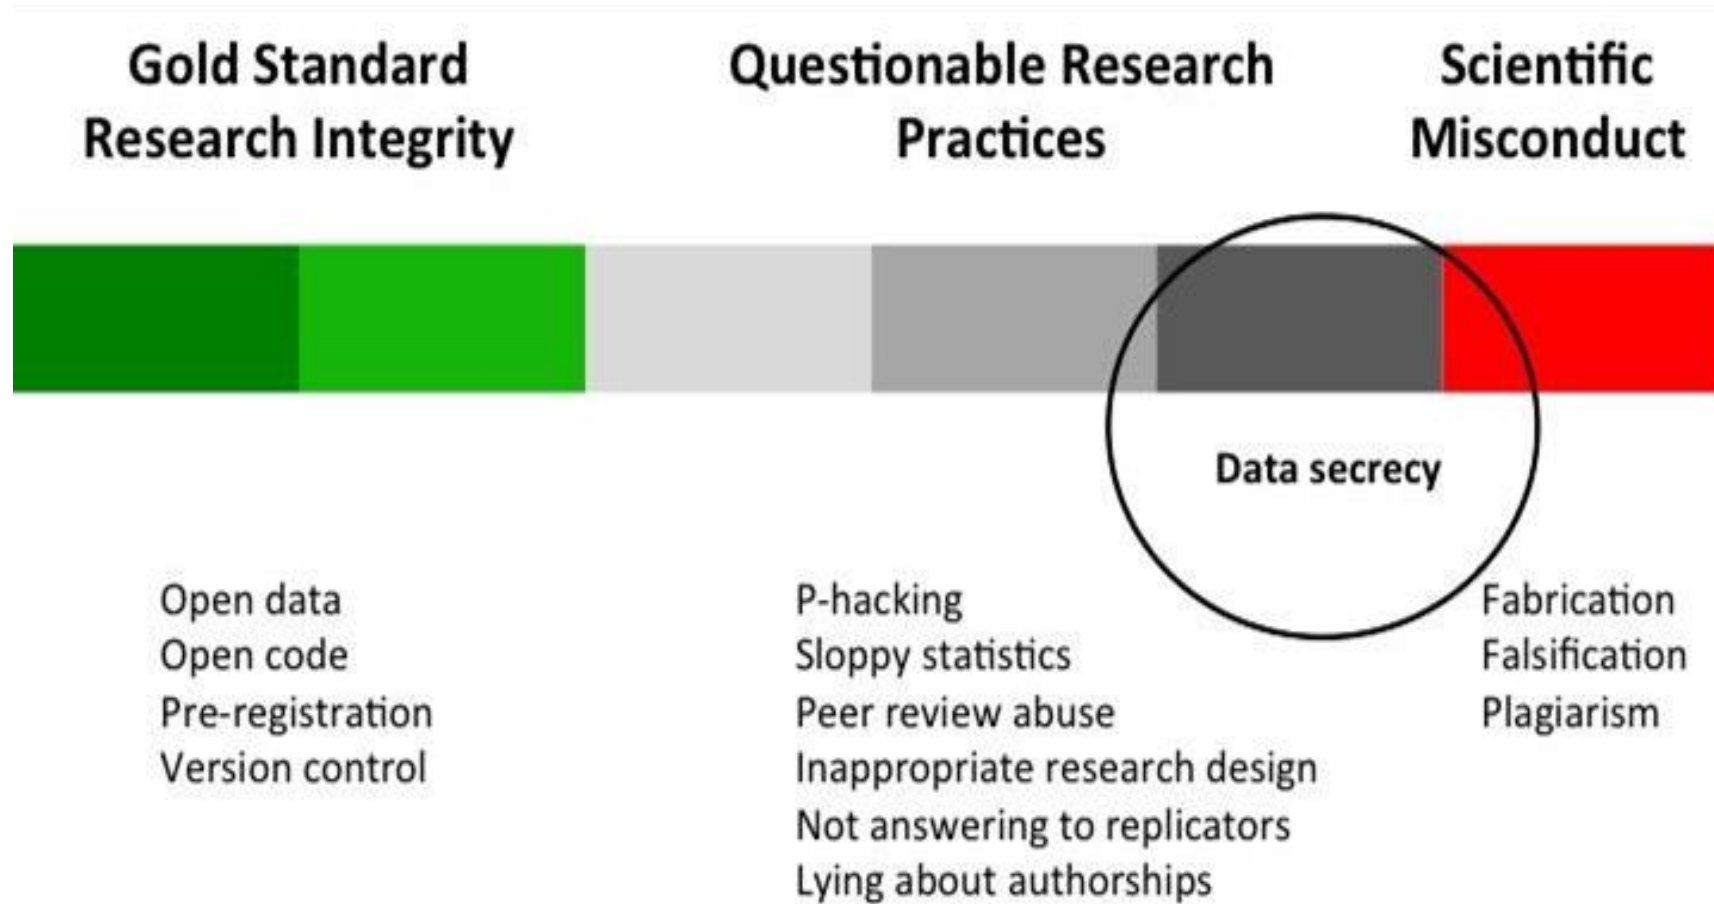 Gold Standard
Research Integrity
Questionable Research
Practices
Scientific
Misconduct
Data secrecy
Open data
Open code
Pre-registration
Version control
P-hacking
Sloppy statistics
Peer review abuse
Inappropriate research design
Not answering to replicators
Lying about authorships
Fabrication
Falsification
Plagiarism